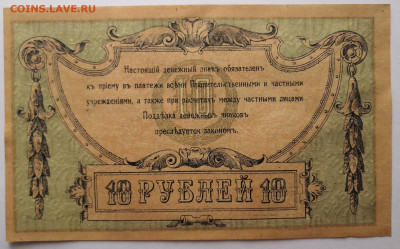 COINS.LAVE.RU
Настоящій денежный знакъ обязателенъ
къ пріему въ платежи всѣми Правительственными и частными
учрежденіями, а также при расчетахъ между частными лицами
Поддѣлка денежныхъ знаковъ
преслѣдуется закономъ.
10 РУБЛЕЙ 10